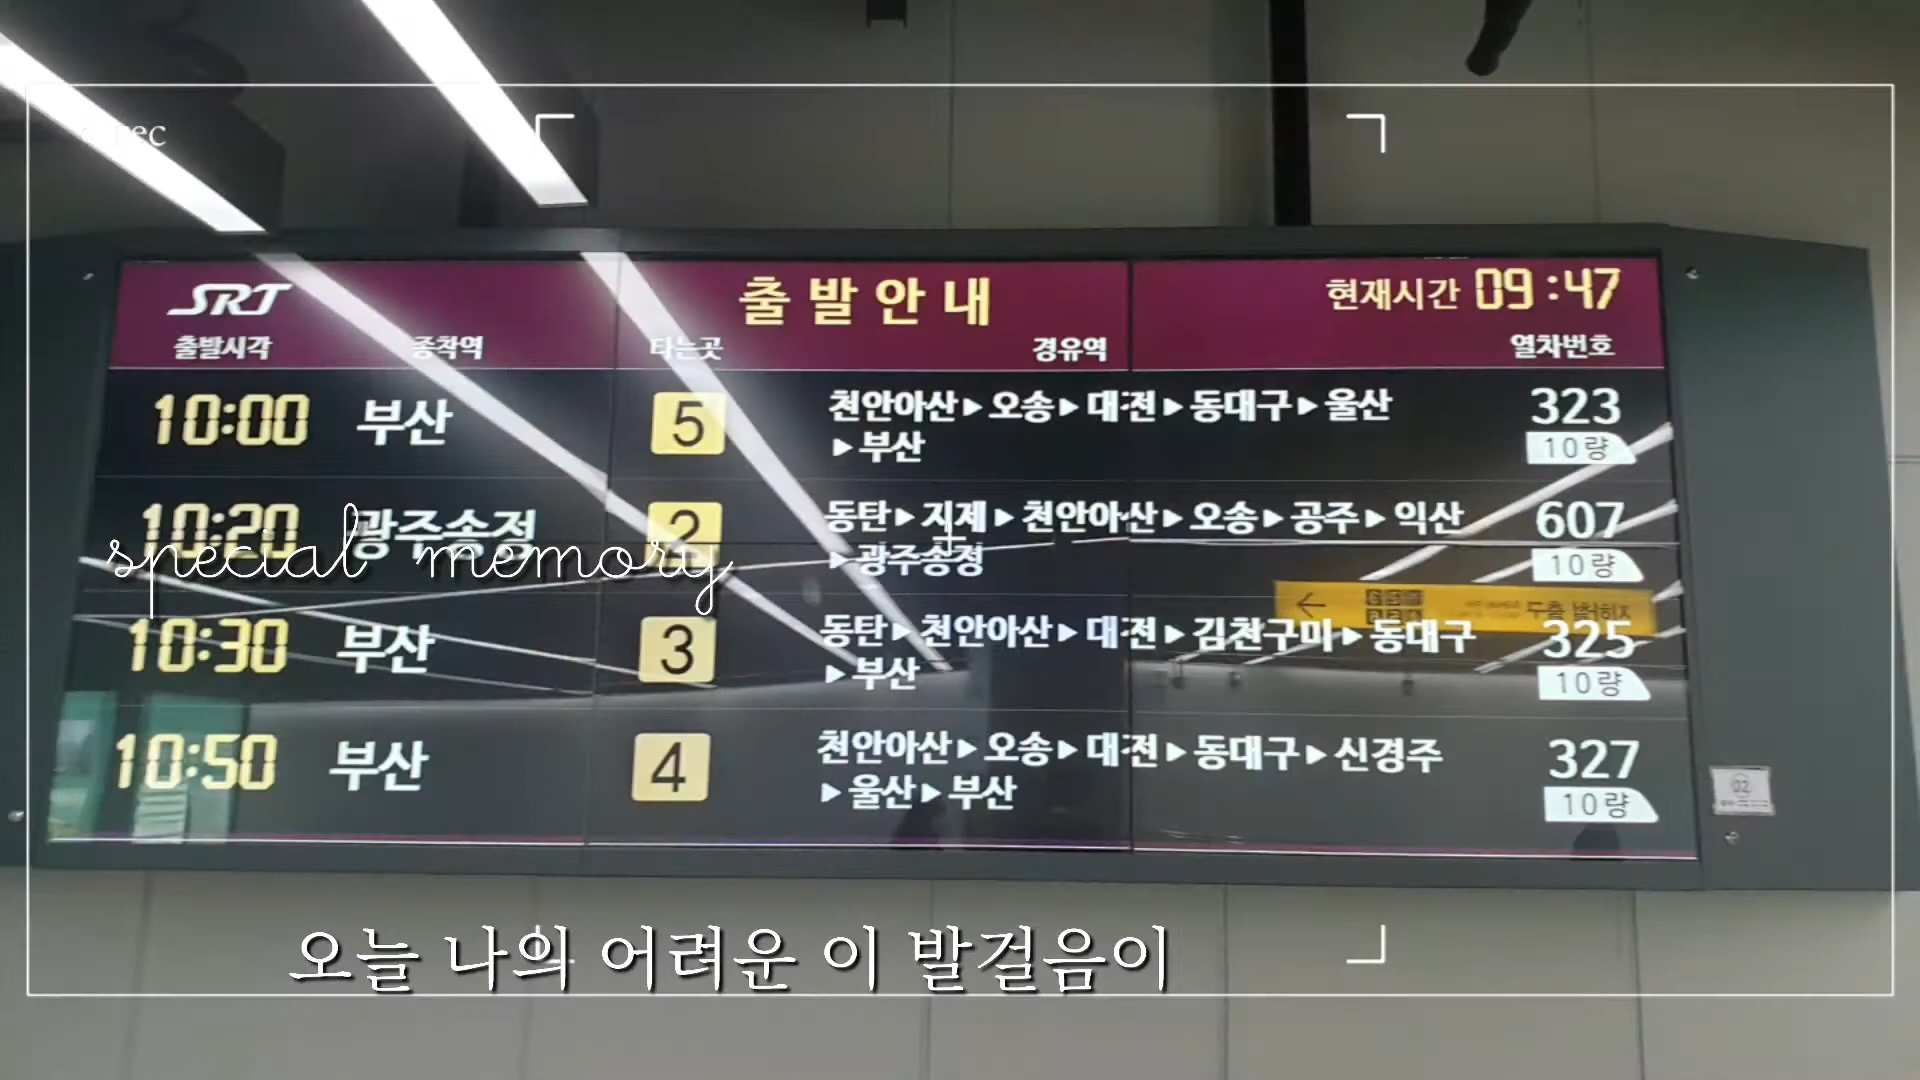 rec
SRT 출발안내 현재시간 09:47
출발시각 종착역 타는곳 경유역 열차번호
10:00 부산 5 천안아산▶오송▶대전▶동대구▶울산 323
▶부산 10량
10:20 광주송정 2 동탄▶지제▶천안아산▶오송▶공주▶익산 607
▶광주송정 10량
special memory
10:30 부산 3 동탄▶천안아산▶대전▶김천구미▶동대구 325
▶부산 10량
10:50 부산 4 천안아산▶오송▶대전▶동대구▶신경주 327
▶울산▶부산 10량
02
오늘 나의 어려운 이 발걸음이